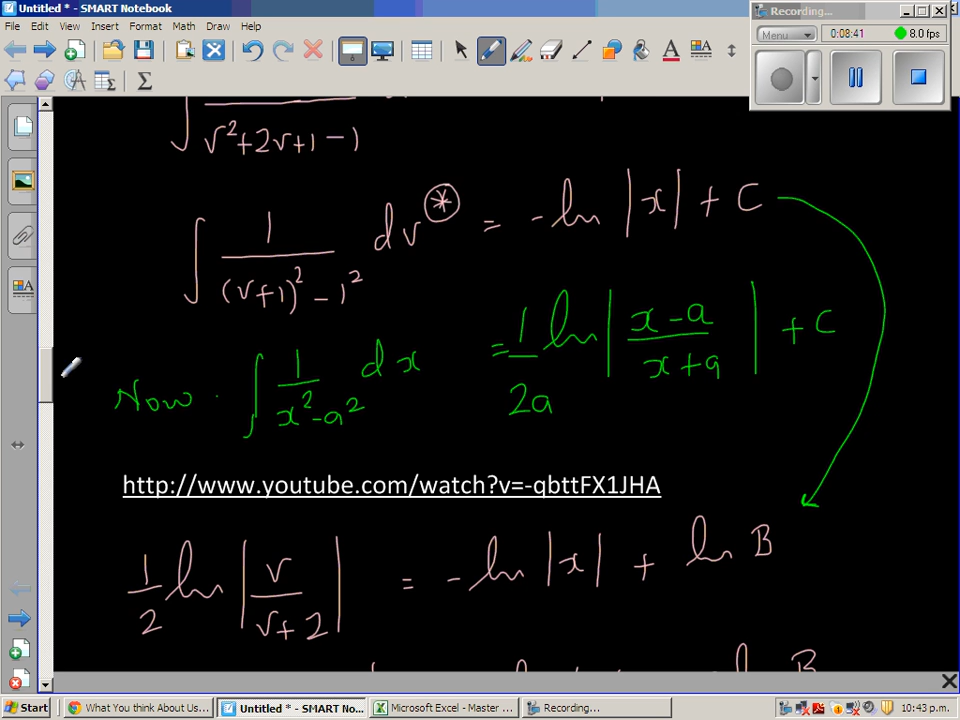 Untitled * - SMART Notebook
File Edit View Insert Format Math Draw Help
Recording...
Menu 0:08:41 8.0 fps
√2+2v+1-1
∫ 1/((v+1)² - 1²) dv * = -ln |x| + C
Now. ∫ 1/(x²-a²) dx = 1/2a ln | (x-a)/(x+a) | + C
http://www.youtube.com/watch?v=-qbttFX1JHA
1/2 ln | v/(v+2) | = -ln |x| + ln B
B
Start What You think About Us... Untitled * - SMART No... Microsoft Excel - Master ... Recording... 10:43 p.m.